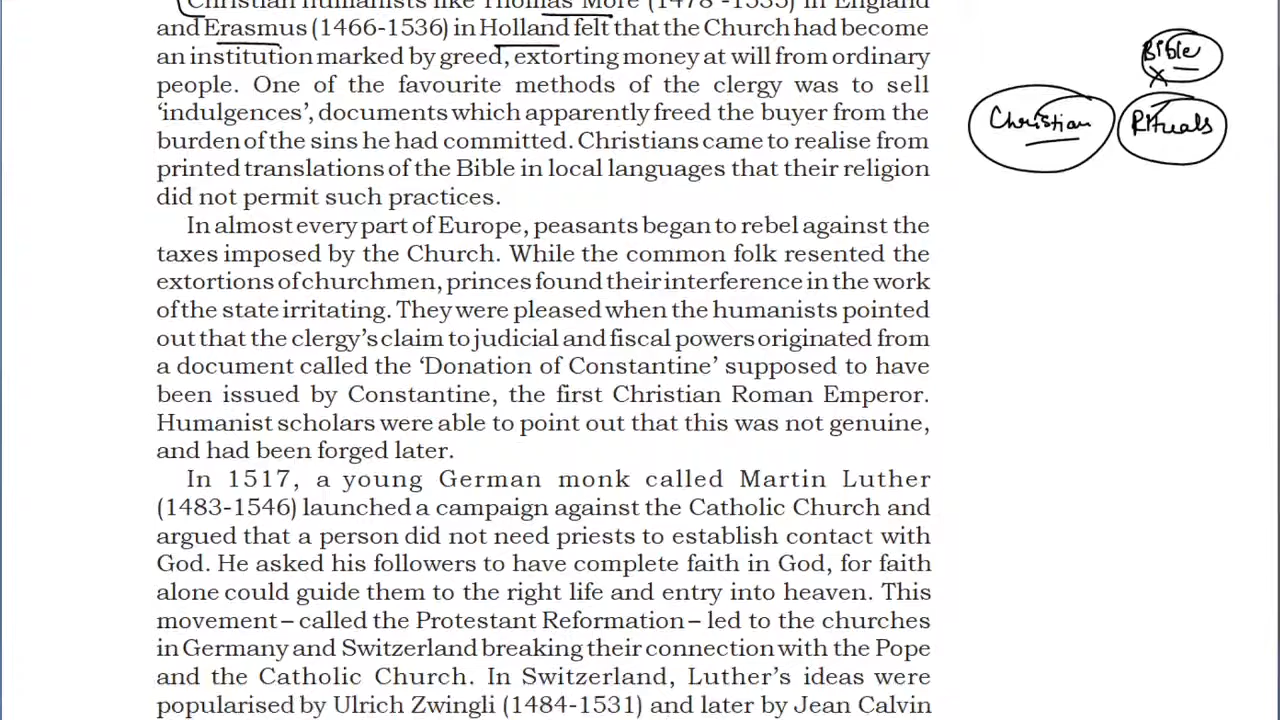 Christian humanists like Thomas More (1478 -1535) in England
and Erasmus (1466-1536) in Holland felt that the Church had become
an institution marked by greed, extorting money at will from ordinary
people. One of the favourite methods of the clergy was to sell
‘indulgences’, documents which apparently freed the buyer from the
burden of the sins he had committed. Christians came to realise from
printed translations of the Bible in local languages that their religion
did not permit such practices.
In almost every part of Europe, peasants began to rebel against the
taxes imposed by the Church. While the common folk resented the
extortions of churchmen, princes found their interference in the work
of the state irritating. They were pleased when the humanists pointed
out that the clergy’s claim to judicial and fiscal powers originated from
a document called the ‘Donation of Constantine’ supposed to have
been issued by Constantine, the first Christian Roman Emperor.
Humanist scholars were able to point out that this was not genuine,
and had been forged later.
In 1517, a young German monk called Martin Luther
(1483-1546) launched a campaign against the Catholic Church and
argued that a person did not need priests to establish contact with
God. He asked his followers to have complete faith in God, for faith
alone could guide them to the right life and entry into heaven. This
movement – called the Protestant Reformation – led to the churches
in Germany and Switzerland breaking their connection with the Pope
and the Catholic Church. In Switzerland, Luther’s ideas were
popularised by Ulrich Zwingli (1484-1531) and later by Jean Calvin
Bible
Christian Rituals